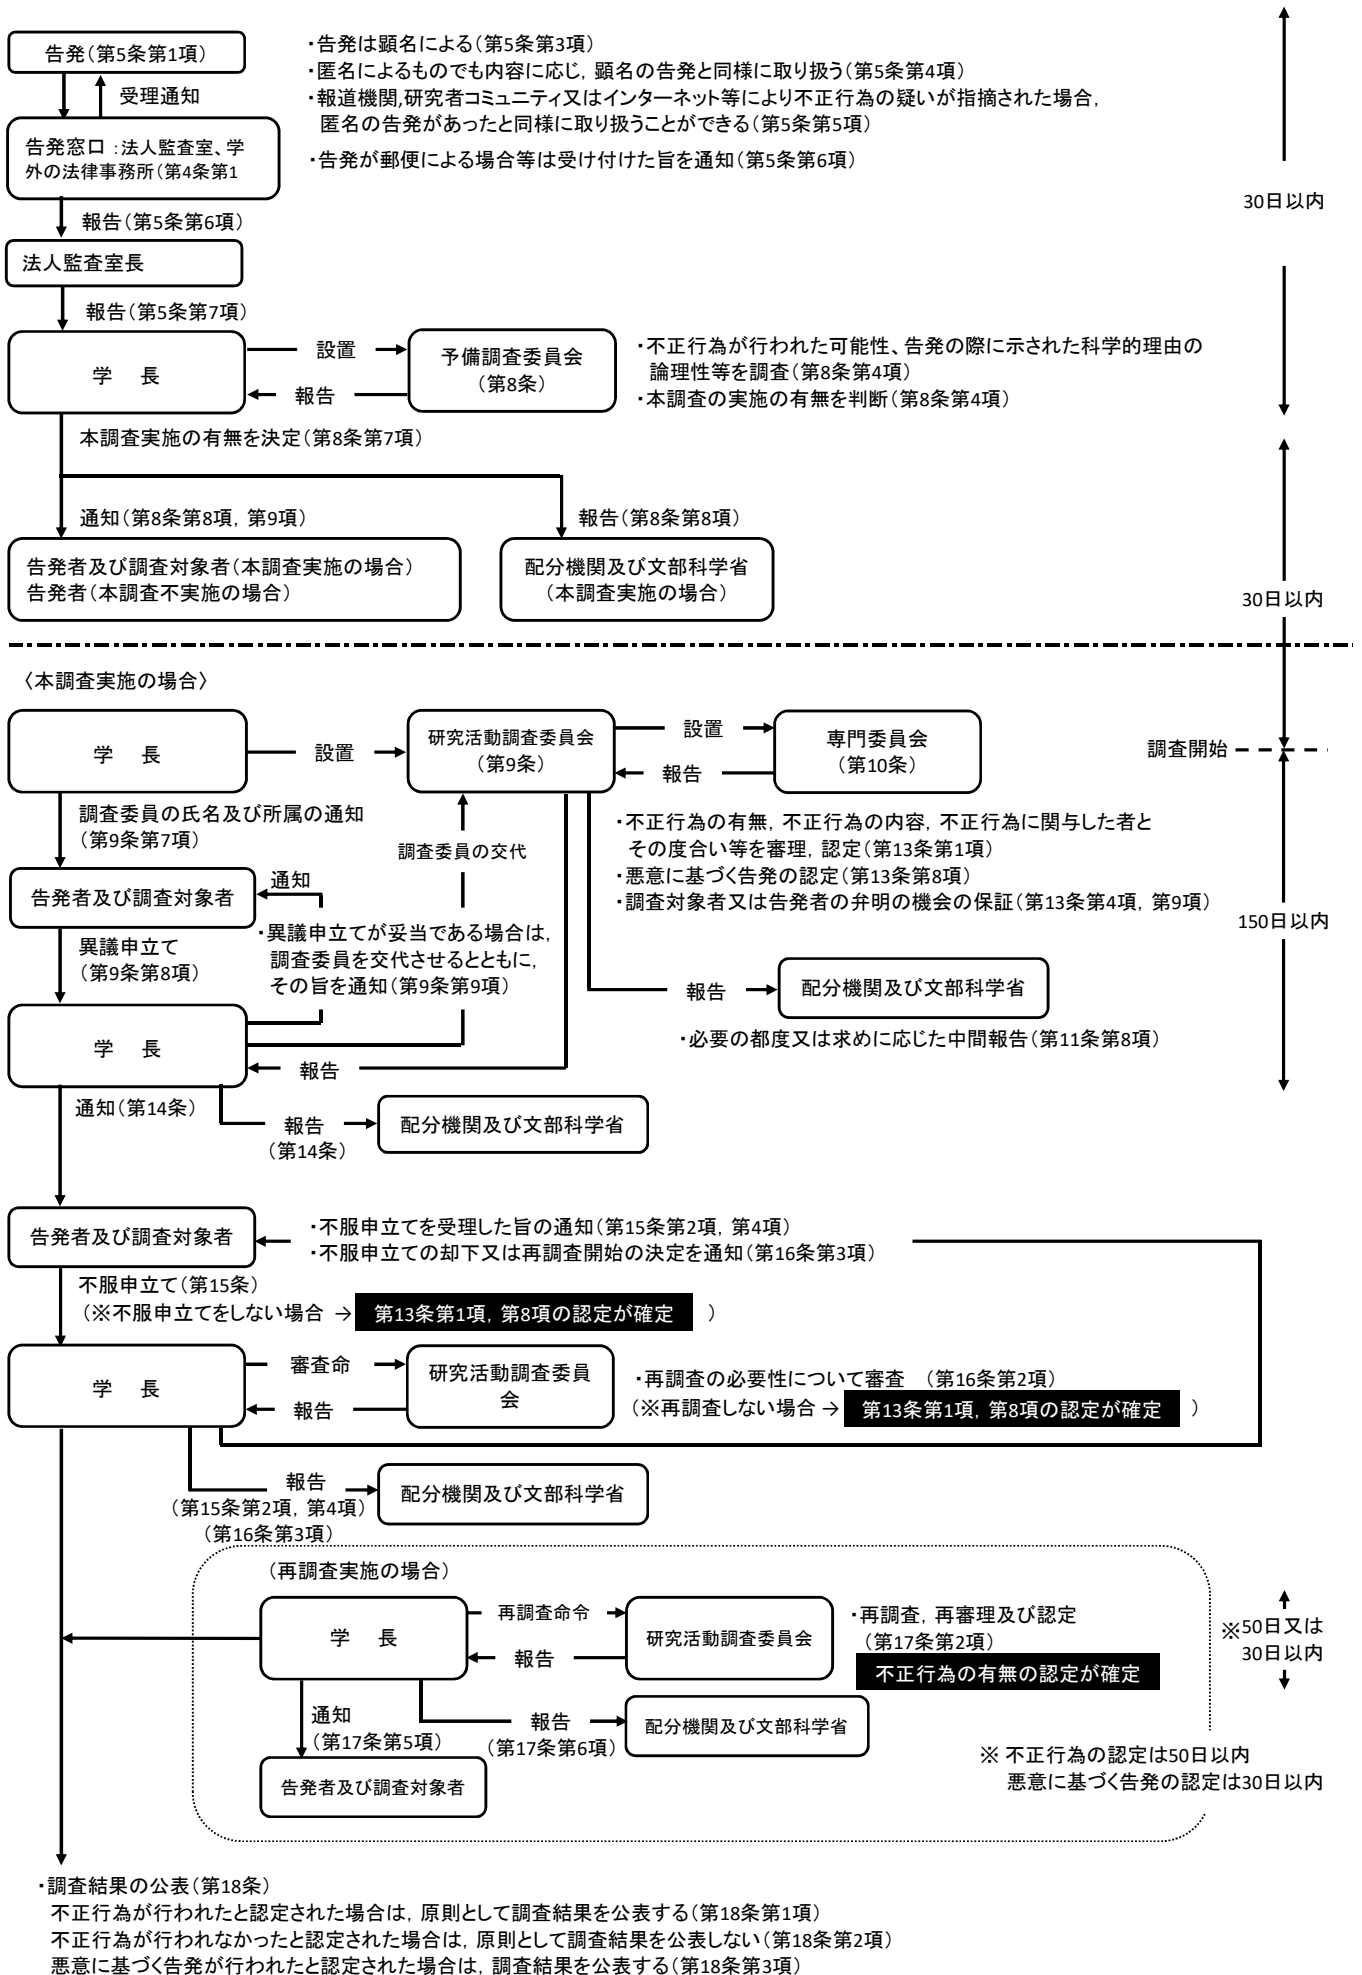 告発(第5条第1項)
受理通知
・告発は顕名による(第5条第3項)
・匿名によるものでも内容に応じ，顕名の告発と同様に取り扱う(第5条第4項)
・報道機関,研究者コミュニティ又はインターネット等により不正行為の疑いが指摘された場合，
匿名の告発があったと同様に取り扱うことができる(第5条第5項)
・告発が郵便による場合等は受け付けた旨を通知(第5条第6項)
告発窓口：法人監査室、学
外の法律事務所(第4条第1
30日以内
報告(第5条第6項)
法人監査室長
報告(第5条第7項)
学　長
設置
報告
予備調査委員会
(第8条)
・不正行為が行われた可能性、告発の際に示された科学的理由の
論理性等を調査(第8条第4項)
・本調査の実施の有無を判断(第8条第4項)
本調査実施の有無を決定(第8条第7項)
通知(第8条第8項，第9項)
報告(第8条第8項)
告発者及び調査対象者(本調査実施の場合)
告発者(本調査不実施の場合)
配分機関及び文部科学省
(本調査実施の場合)
30日以内
〈本調査実施の場合〉
学　長
設置
研究活動調査委員会
(第9条)
設置
報告
専門委員会
(第10条)
調査開始
調査委員の氏名及び所属の通知
(第9条第7項)
調査委員の交代
・不正行為の有無，不正行為の内容，不正行為に関与した者と
その度合い等を審理，認定(第13条第1項)
・悪意に基づく告発の認定(第13条第8項)
・調査対象者又は告発者の弁明の機会の保証(第13条第4項，第9項)
告発者及び調査対象者
通知
150日以内
異議申立て
(第9条第8項)
・異議申立てが妥当である場合は，
調査委員を交代させるとともに，
その旨を通知(第9条第9項)
報告
配分機関及び文部科学省
・必要の都度又は求めに応じた中間報告(第11条第8項)
学　長
報告
通知(第14条)
報告
(第14条)
配分機関及び文部科学省
告発者及び調査対象者
・不服申立てを受理した旨の通知(第15条第2項，第4項)
・不服申立ての却下又は再調査開始の決定を通知(第16条第3項)
不服申立て(第15条)
(※不服申立てをしない場合 → 第13条第1項，第8項の認定が確定 )
学　長
審査命
報告
研究活動調査委員
会
・再調査の必要性について審査　(第16条第2項)
(※再調査しない場合 → 第13条第1項，第8項の認定が確定 )
報告
(第15条第2項，第4項)
(第16条第3項)
配分機関及び文部科学省
(再調査実施の場合)
学　長
再調査命令
報告
研究活動調査委員会
・再調査，再審理及び認定
(第17条第2項)
不正行為の有無の認定が確定
※50日又は
30日以内
通知
(第17条第5項)
報告
(第17条第6項)
配分機関及び文部科学省
※ 不正行為の認定は50日以内
悪意に基づく告発の認定は30日以内
告発者及び調査対象者
・調査結果の公表(第18条)
不正行為が行われたと認定された場合は，原則として調査結果を公表する(第18条第1項)
不正行為が行われなかったと認定された場合は，原則として調査結果を公表しない(第18条第2項)
悪意に基づく告発が行われたと認定された場合は，調査結果を公表する(第18条第3項)